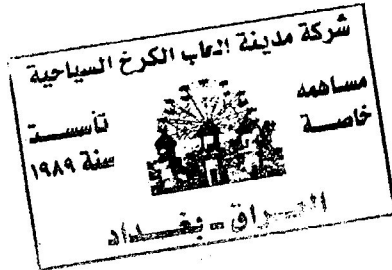 شركة مدينة العاب الكرخ السياحية
مساهمه
خاصة
تأسست
سنة ١٩٨٩
العراق - بغداد